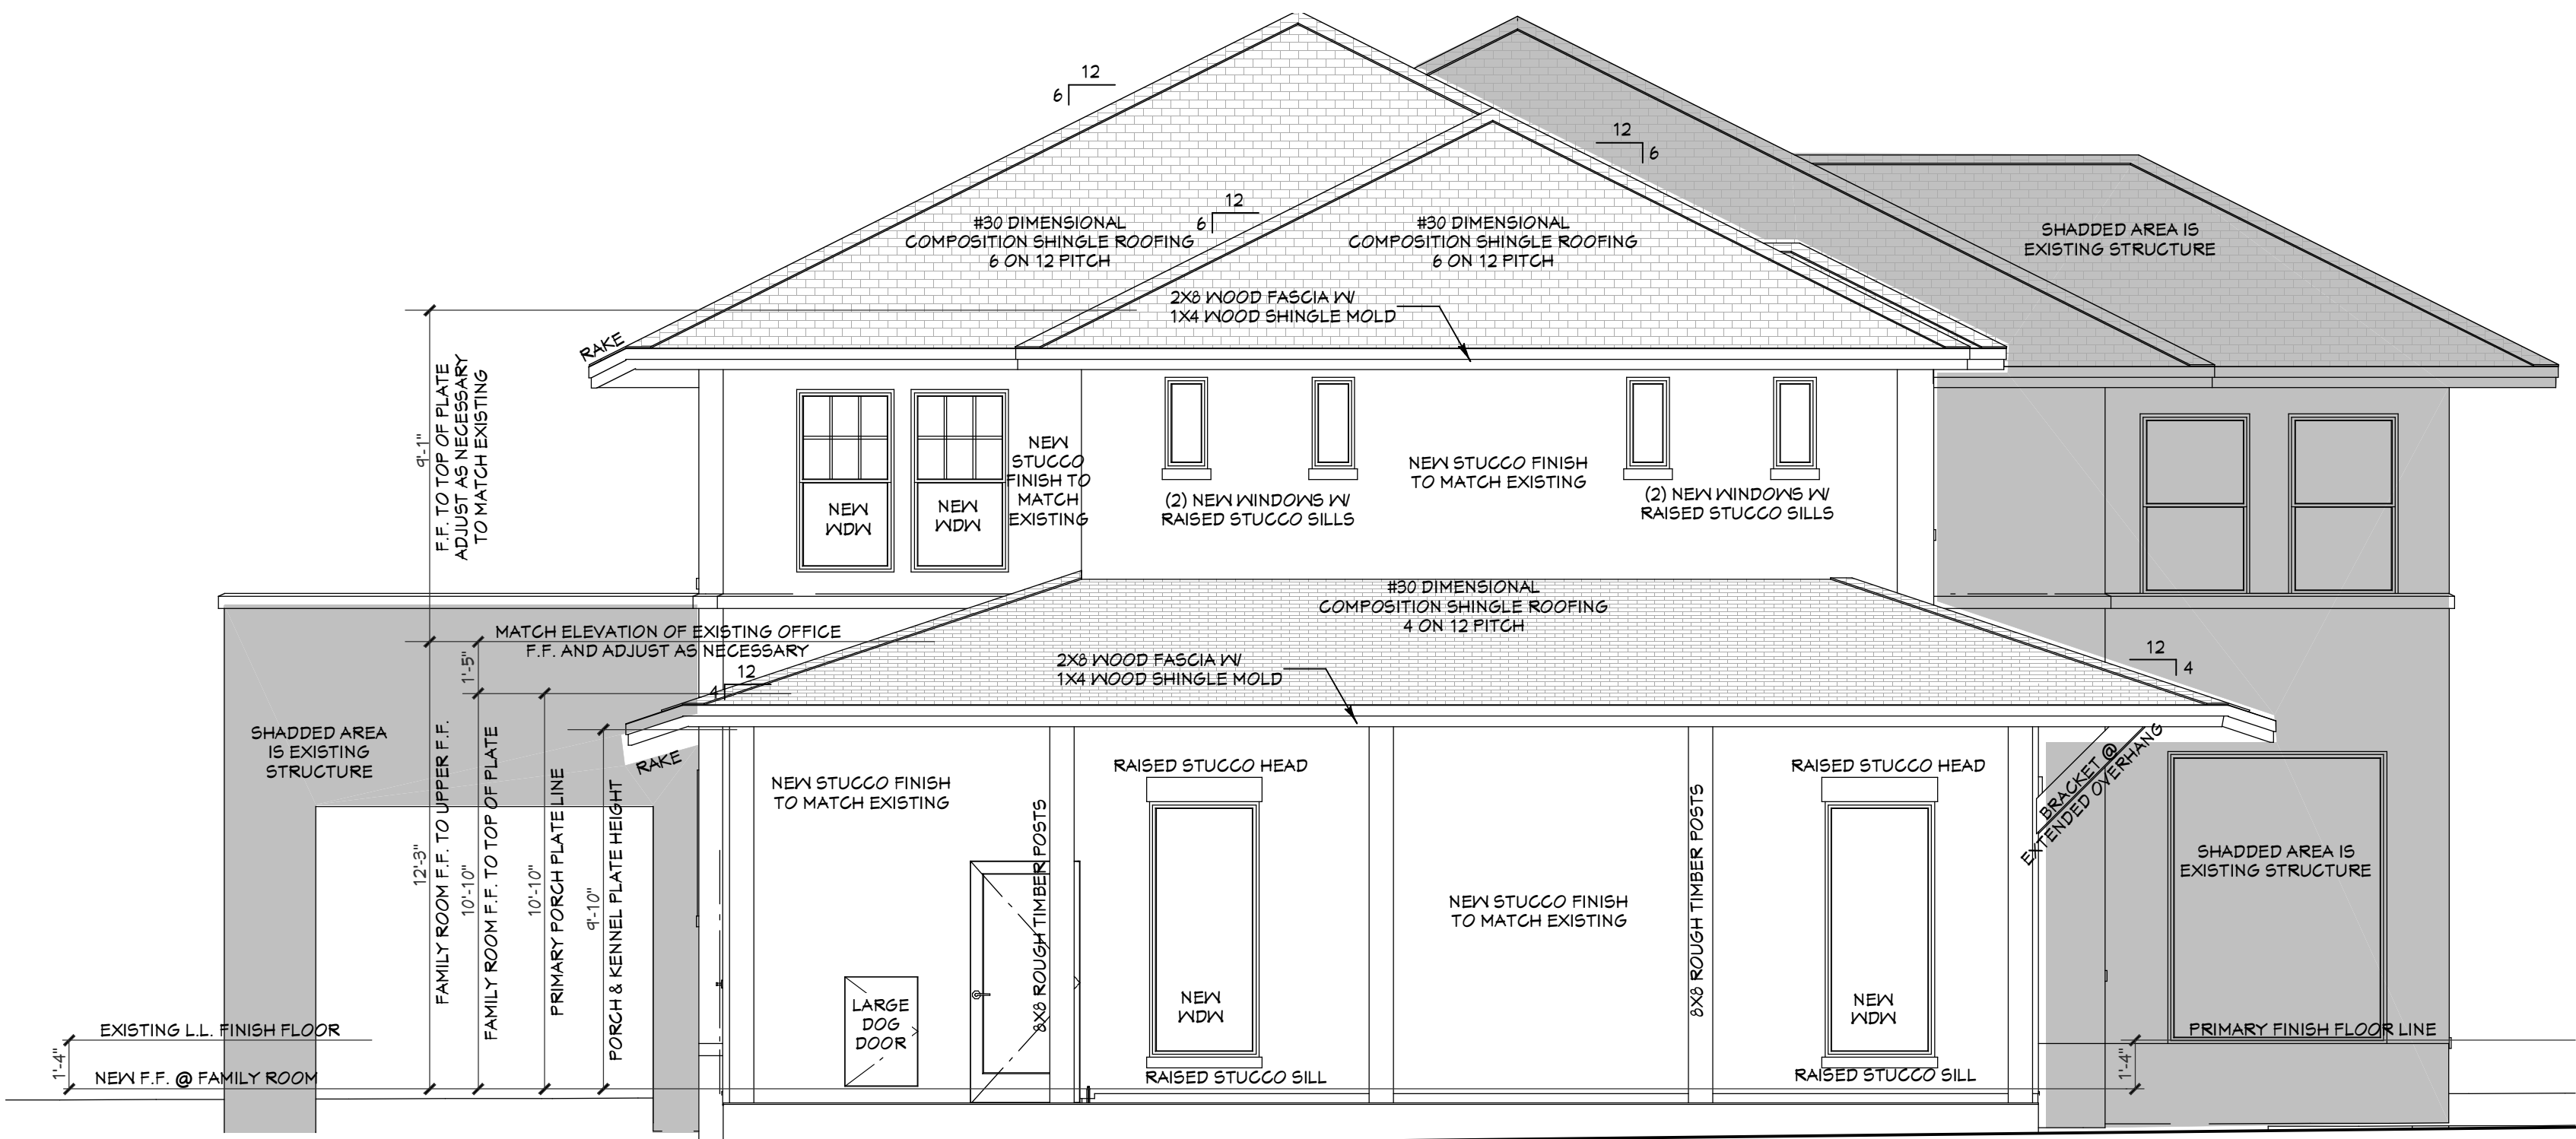 12
6
12
6
12
6
#30 DIMENSIONAL
COMPOSITION SHINGLE ROOFING
6 ON 12 PITCH
#30 DIMENSIONAL
COMPOSITION SHINGLE ROOFING
6 ON 12 PITCH
SHADDED AREA IS
EXISTING STRUCTURE
2X8 WOOD FASCIA W/
1X4 WOOD SHINGLE MOLD
RAKE
9'-1"
F.F. TO TOP OF PLATE
ADJUST AS NECESSARY
TO MATCH EXISTING
NEW
WDW
NEW
WDW
NEW
STUCCO
FINISH TO
MATCH
EXISTING
(2) NEW WINDOWS W/
RAISED STUCCO SILLS
NEW STUCCO FINISH
TO MATCH EXISTING
(2) NEW WINDOWS W/
RAISED STUCCO SILLS
#30 DIMENSIONAL
COMPOSITION SHINGLE ROOFING
4 ON 12 PITCH
MATCH ELEVATION OF EXISTING OFFICE
F.F. AND ADJUST AS NECESSARY
1'-5"
12
4
2X8 WOOD FASCIA W/
1X4 WOOD SHINGLE MOLD
12
4
SHADDED AREA
IS EXISTING
STRUCTURE
12'-3"
FAMILY ROOM F.F. TO UPPER F.F.
10'-10"
FAMILY ROOM F.F. TO TOP OF PLATE
10'-10"
PRIMARY PORCH PLATE LINE
9'-10"
PORCH & KENNEL PLATE HEIGHT
RAKE
NEW STUCCO FINISH
TO MATCH EXISTING
8X8 ROUGH TIMBER POSTS
RAISED STUCCO HEAD
NEW
WDW
RAISED STUCCO SILL
LARGE
DOG
DOOR
NEW STUCCO FINISH
TO MATCH EXISTING
8X8 ROUGH TIMBER POSTS
RAISED STUCCO HEAD
NEW
WDW
RAISED STUCCO SILL
BRACKET @
EXTENDED OVERHANG
SHADDED AREA IS
EXISTING STRUCTURE
EXISTING L.L. FINISH FLOOR
1'-4"
NEW F.F. @ FAMILY ROOM
PRIMARY FINISH FLOOR LINE
1'-4"